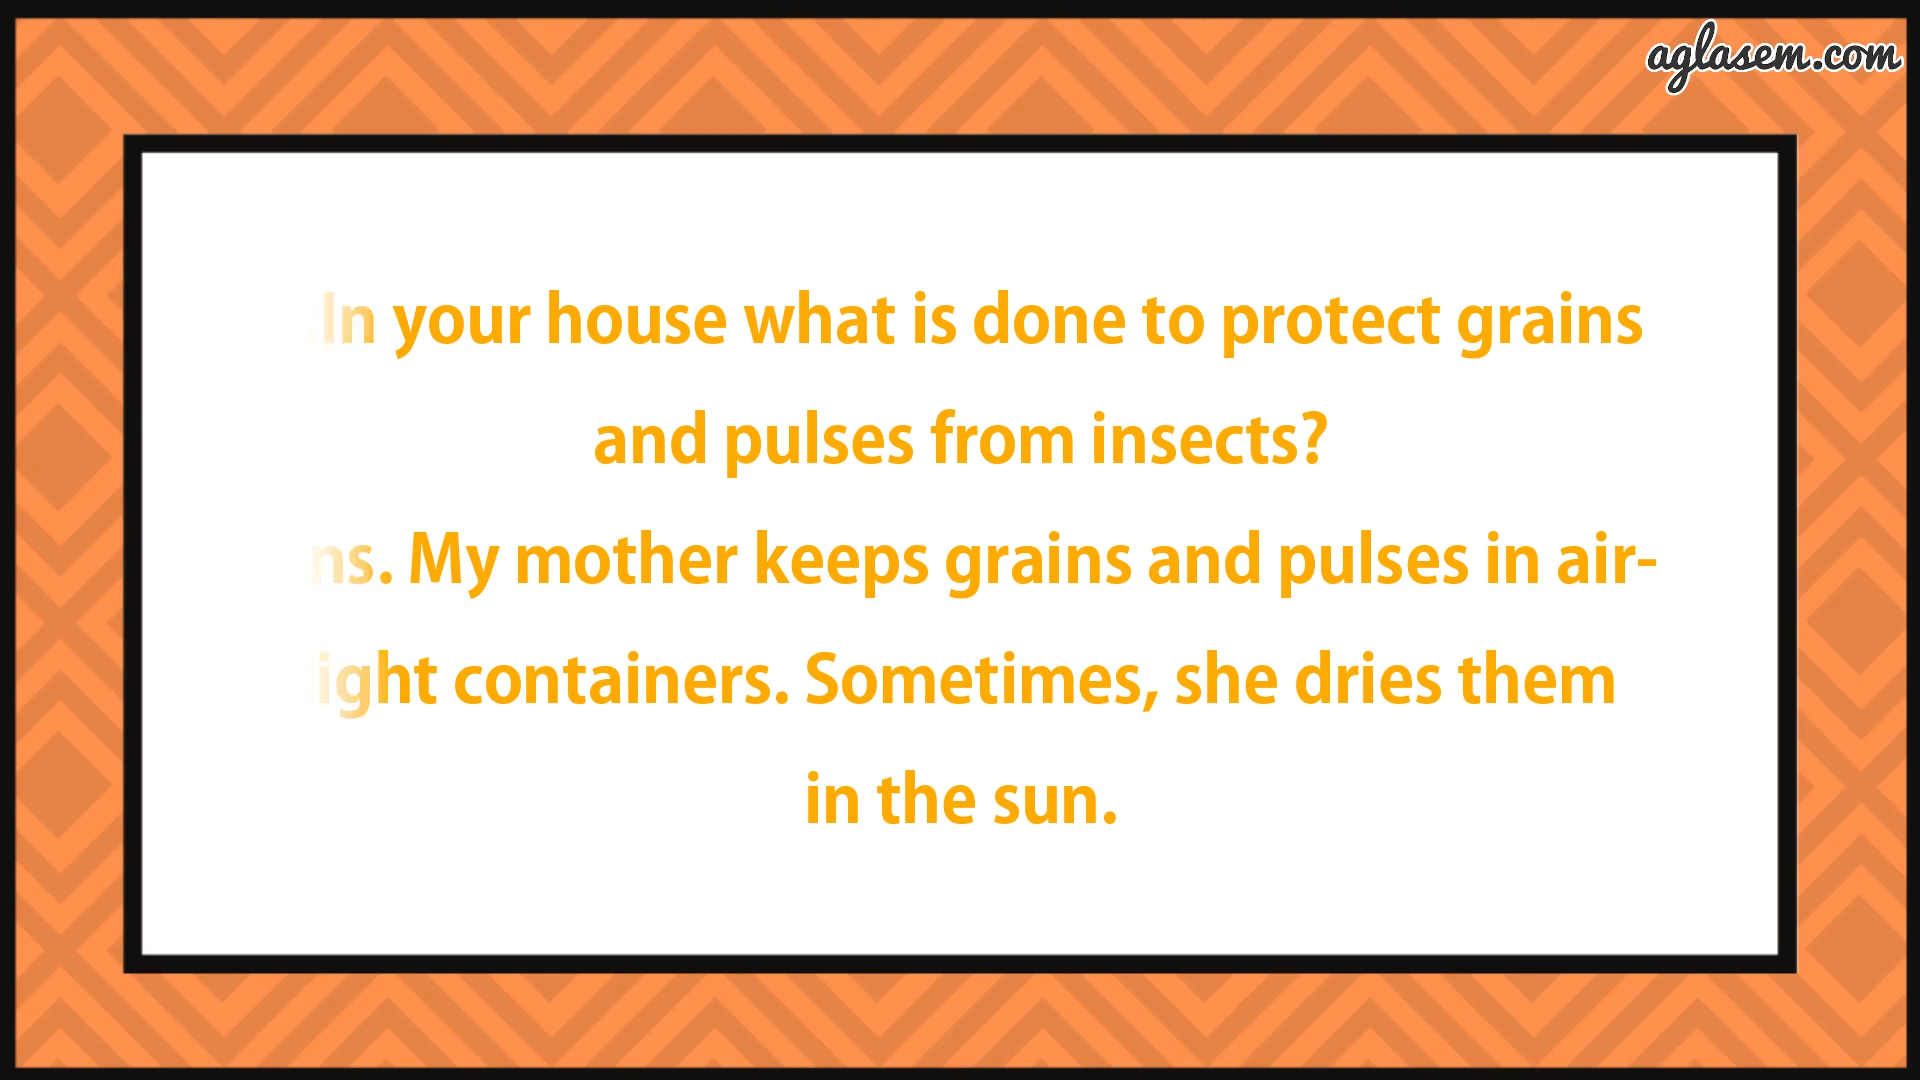 aglasem.com
.In your house what is done to protect grains
and pulses from insects?
ns. My mother keeps grains and pulses in air-
ight containers. Sometimes, she dries them
in the sun.